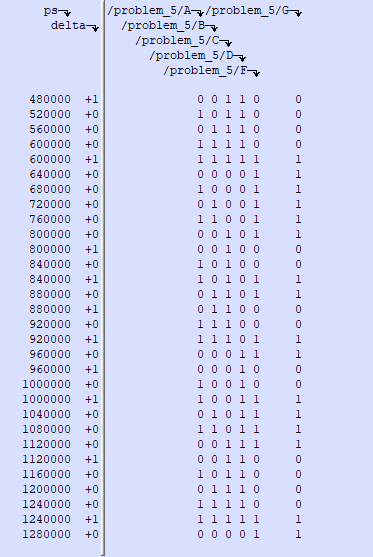 ps /problem_5/A /problem_5/G
delta /problem_5/B
/problem_5/C
/problem_5/D
/problem_5/F
480000 +1 0 0 1 1 0 0
520000 +0 1 0 1 1 0 0
560000 +0 0 1 1 1 0 0
600000 +0 1 1 1 1 0 0
600000 +1 1 1 1 1 1 1
640000 +0 0 0 0 0 1 1
680000 +0 1 0 0 0 1 1
720000 +0 0 1 0 0 1 1
760000 +0 1 1 0 0 1 1
800000 +0 0 0 1 0 1 1
800000 +1 0 0 1 0 0 0
840000 +0 1 0 1 0 0 0
840000 +1 1 0 1 0 1 1
880000 +0 0 1 1 0 1 1
880000 +1 0 1 1 0 0 0
920000 +0 1 1 1 0 0 0
920000 +1 1 1 1 0 1 1
960000 +0 0 0 0 1 1 1
960000 +1 0 0 0 1 0 0
1000000 +0 1 0 0 1 0 0
1000000 +1 1 0 0 1 1 1
1040000 +0 0 1 0 1 1 1
1080000 +0 1 1 0 1 1 1
1120000 +0 0 0 1 1 1 1
1120000 +1 0 0 1 1 0 0
1160000 +0 1 0 1 1 0 0
1200000 +0 0 1 1 1 0 0
1240000 +0 1 1 1 1 0 0
1240000 +1 1 1 1 1 1 1
1280000 +0 0 0 0 0 1 1